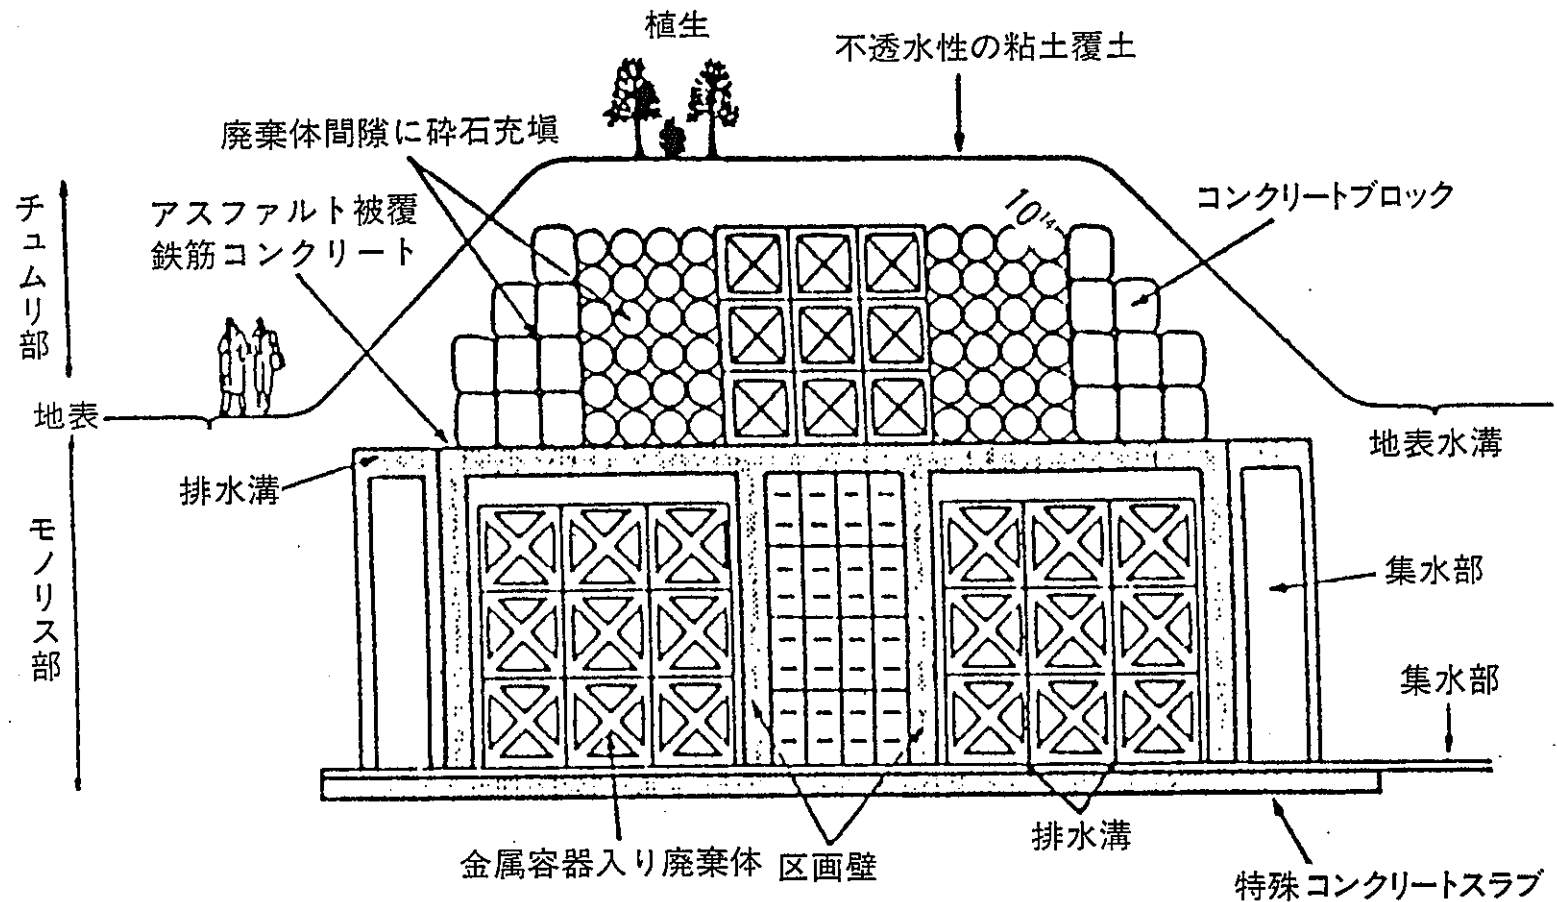 植生
不透水性の粘土覆土
廃棄体間隙に砕石充塡
アスファルト被覆
鉄筋コンクリート
コンクリートブロック
10¹⁴
チュムリ部
地表
地表水溝
排水溝
モノリス部
集水部
集水部
排水溝
金属容器入り廃棄体
区画壁
特殊コンクリートスラブ